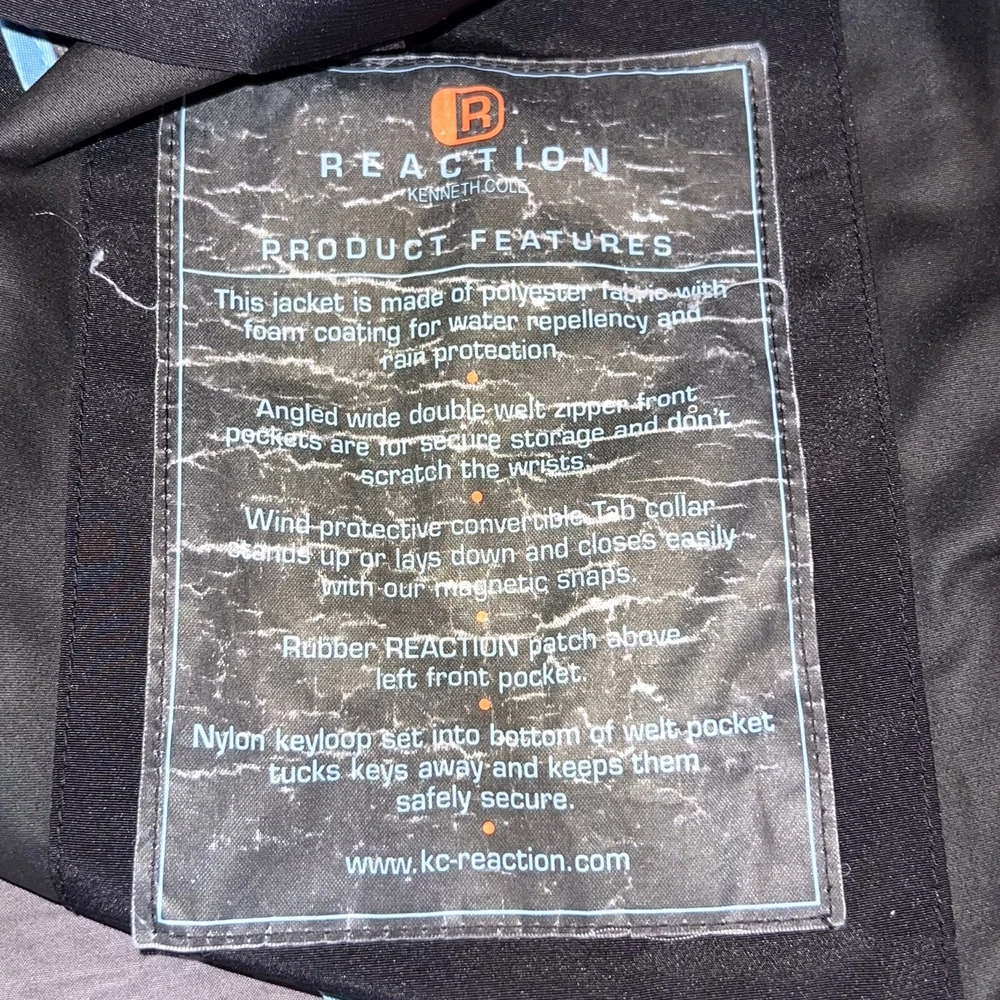 R
REACTION
KENNETH COLE
PRODUCT FEATURES
This jacket is made of polyester fabric with
foam coating for water repellency and
rain protection.
Angled wide double welt zipper front
pockets are for secure storage and don't
scratch the wrists.
Wind-protective convertible Tab collar
stands up or lays down and closes easily
with our magnetic snaps.
Rubber REACTION patch above
left front pocket.
Nylon keyloop set into bottom of welt pocket
tucks keys away and keeps them
safely secure.
www.kc-reaction.com